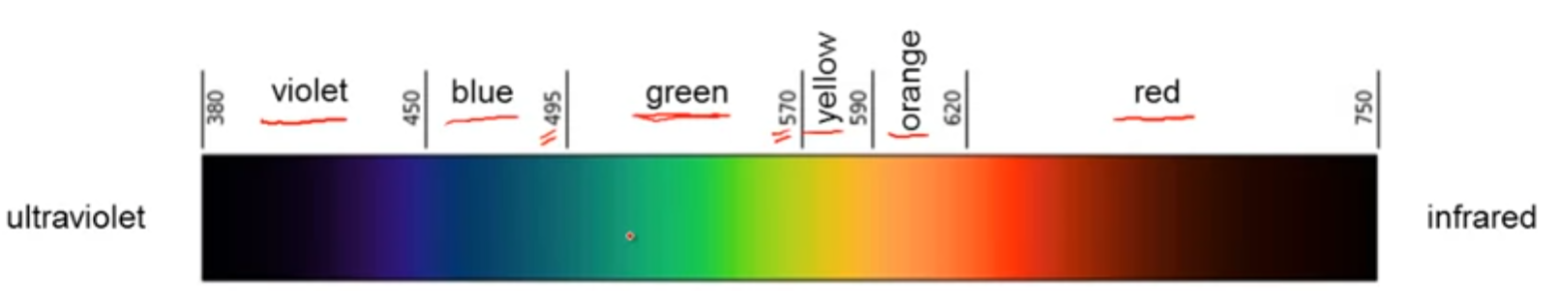 380 violet 450 blue 495 green 570 yellow 590 orange 620 red 750
ultraviolet
infrared